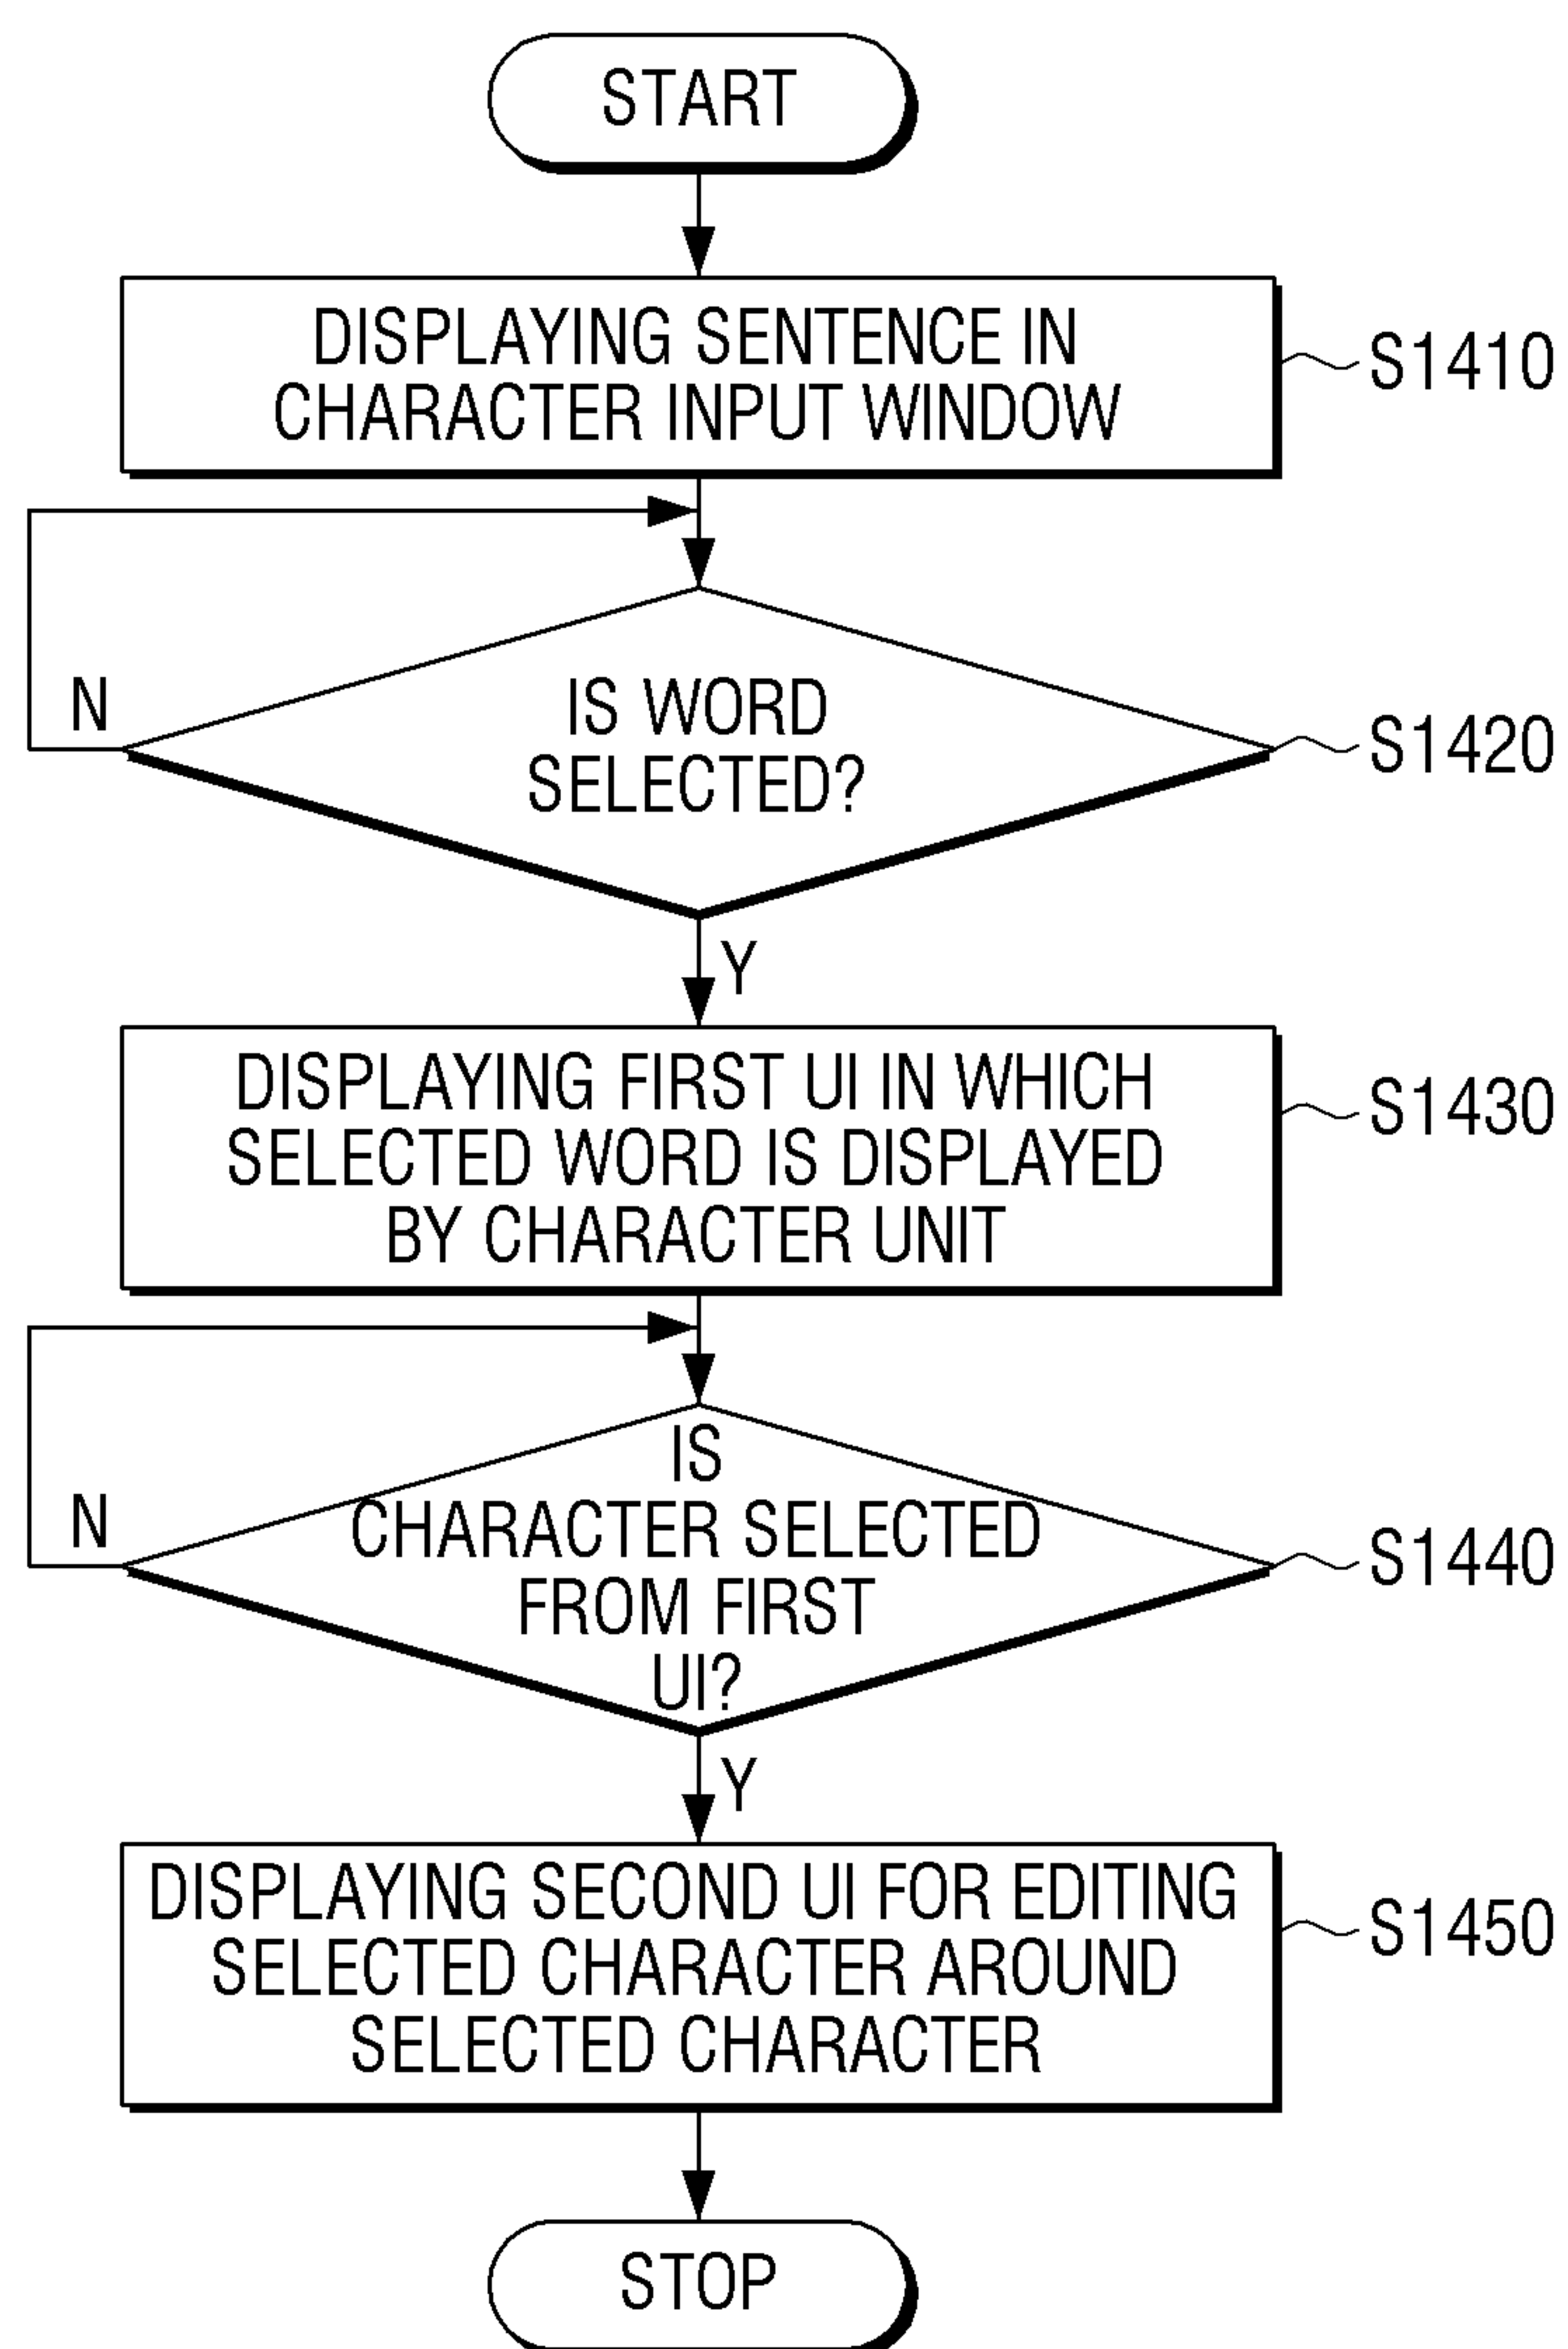 START
DISPLAYING SENTENCE IN
CHARACTER INPUT WINDOW
S1410
N
IS WORD
SELECTED?
S1420
Y
DISPLAYING FIRST UI IN WHICH
SELECTED WORD IS DISPLAYED
BY CHARACTER UNIT
S1430
N
IS
CHARACTER SELECTED
FROM FIRST
UI?
S1440
Y
DISPLAYING SECOND UI FOR EDITING
SELECTED CHARACTER AROUND
SELECTED CHARACTER
S1450
STOP